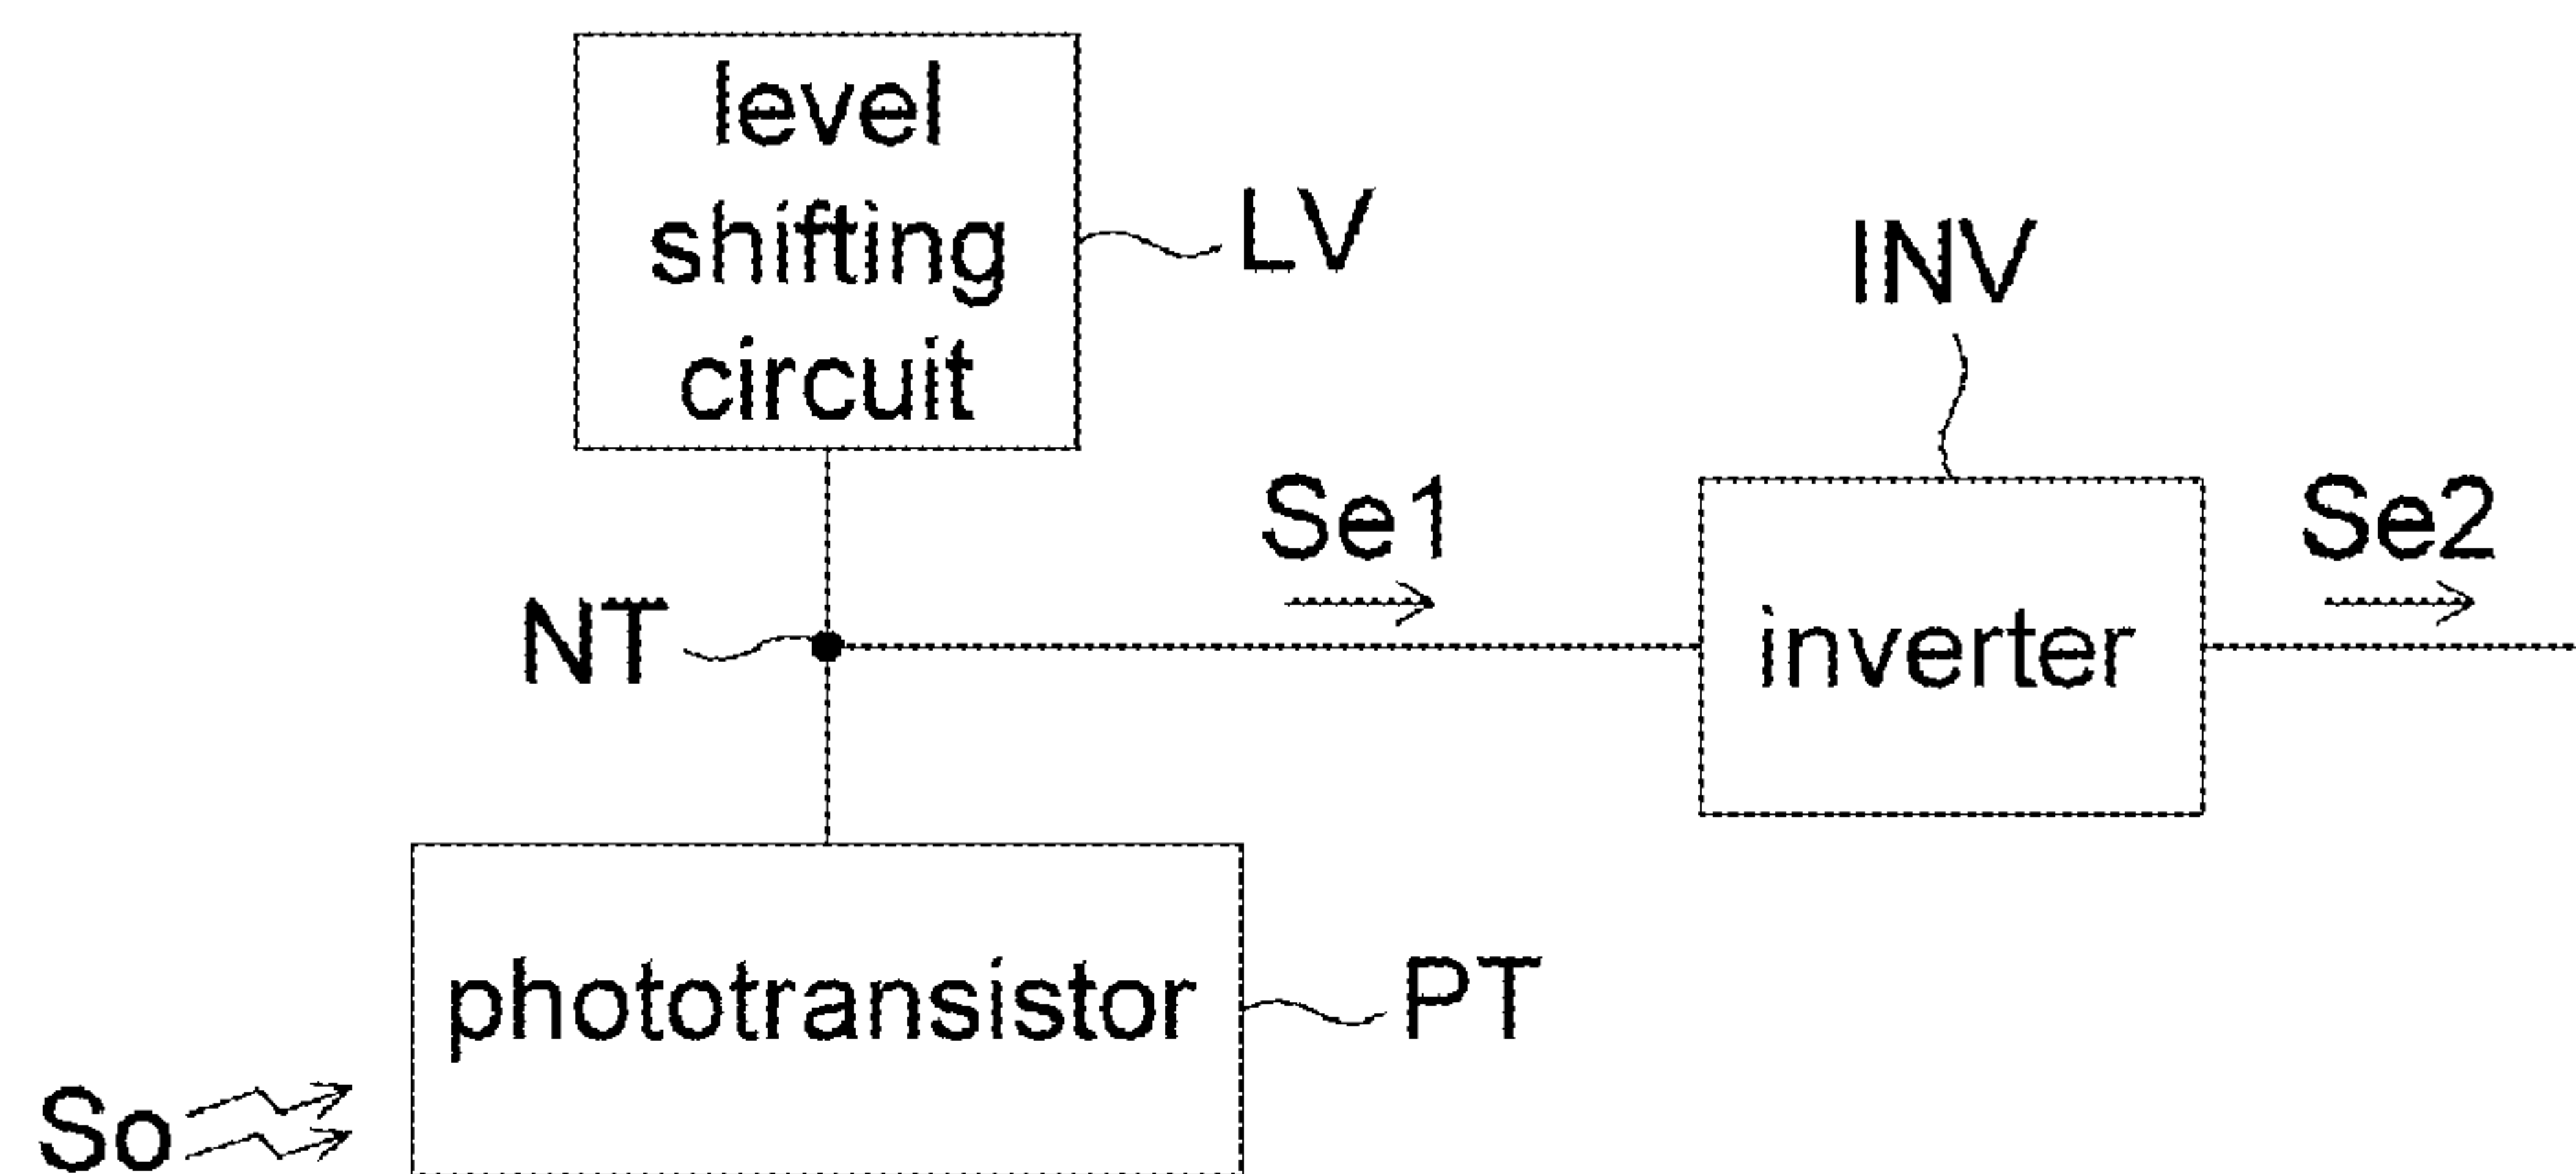 level
shifting
circuit
LV
INV
Se1
Se2
NT
inverter
phototransistor
PT
So